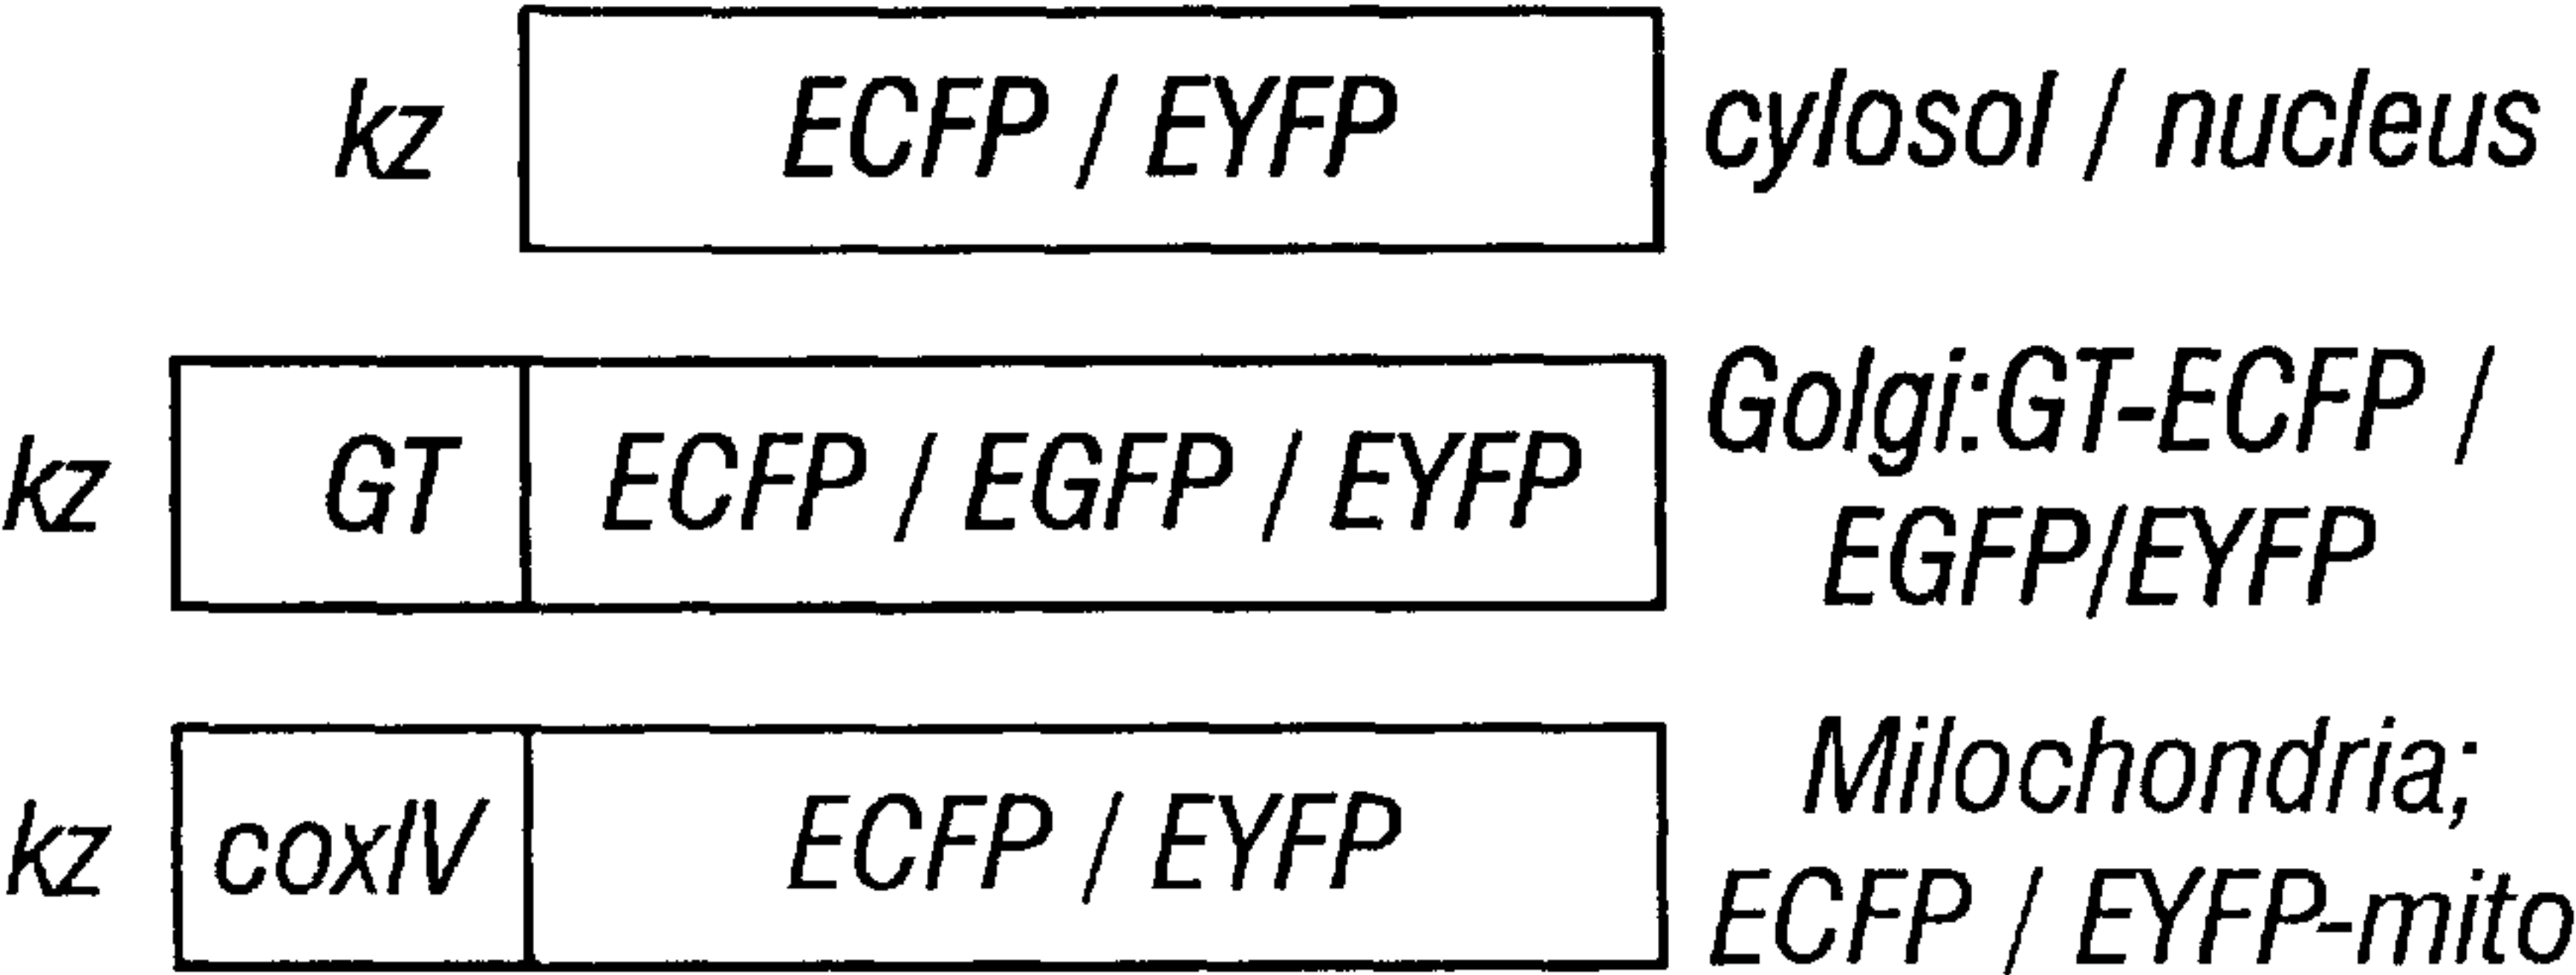 kz ECFP / EYFP cylosol / nucleus
Golgi:GT-ECFP /
kz GT ECFP / EGFP / EYFP
EGFP/EYFP
Milochondria;
kz coxIV ECFP / EYFP
ECFP / EYFP-mito